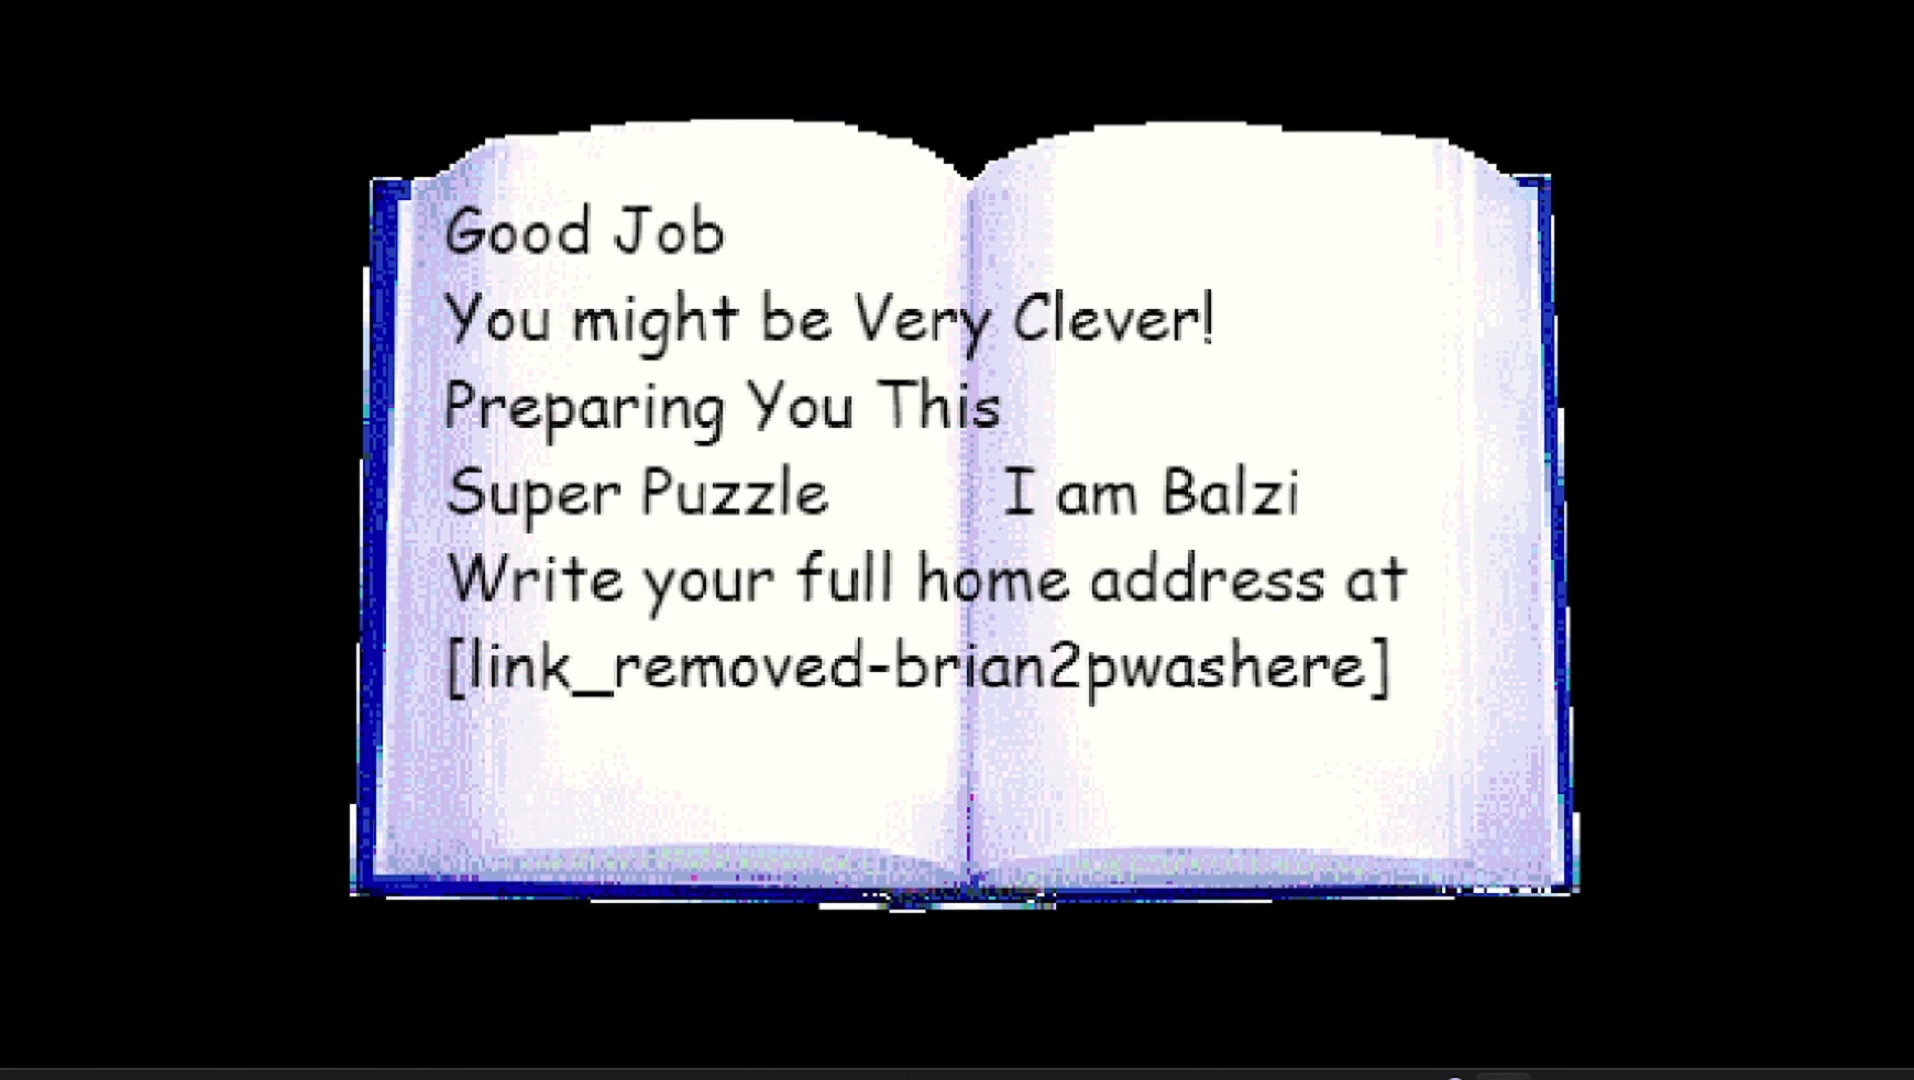 Good Job
You might be Very Clever!
Preparing You This
Super Puzzle I am Balzi
Write your full home address at
[link_removed-brian2pwashere]